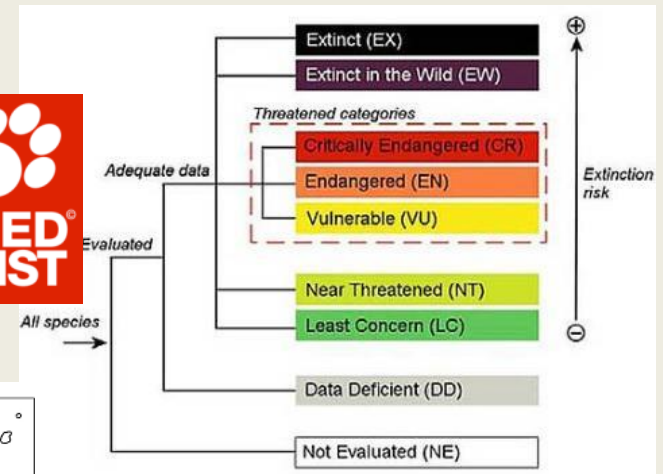 Extinct (EX)
Extinct in the Wild (EW)
Threatened categories
Critically Endangered (CR)
Adequate data
Endangered (EN)
Extinction
risk
Vulnerable (VU)
Evaluated
Near Threatened (NT)
All species
Least Concern (LC)
Data Deficient (DD)
Not Evaluated (NE)